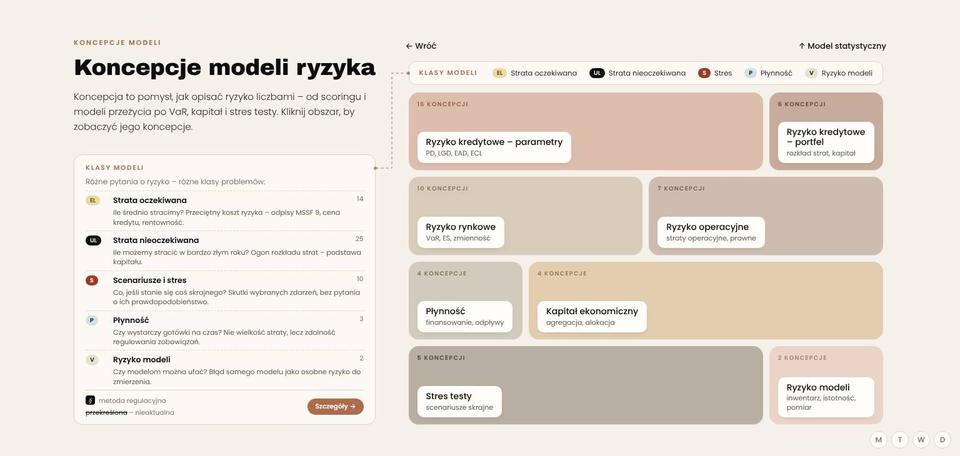 KONCEPCJE MODELI
Koncepcje modeli ryzyka
Koncepcja to pomysł, jak opisać ryzyko liczbami – od scoringu i
modeli przeżycia po VaR, kapitał i stres testy. Kliknij obszar, by
zobaczyć jego koncepcje.
KLASY MODELI
Różne pytania o ryzyko – różne klasy problemów:
EL Strata oczekiwana 14
Ile średnio stracimy? Przeciętny koszt ryzyka – odpisy MSSF 9, cena
kredytu, rentowność.
UL Strata nieoczekiwana 25
Ile możemy stracić w bardzo złym roku? Ogon rozkładu strat – podstawa
kapitału.
S Scenariusze i stres 10
Co, jeśli stanie się coś skrajnego? Skutki wybranych zdarzeń, bez pytania
o ich prawdopodobieństwo.
P Płynność 3
Czy wystarczy gotówki na czas? Nie wielkość straty, lecz zdolność
regulowania zobowiązań.
V Ryzyko modeli 2
Czy modelom można ufać? Błąd samego modelu jako osobne ryzyko do
zmierzenia.
§ metoda regulacyjna
przekreślona – nieaktualna
Szczegóły →
← Wróć
↑ Model statystyczny
KLASY MODELI EL Strata oczekiwana UL Strata nieoczekiwana S Stres P Płynność V Ryzyko modeli
16 KONCEPCJI
Ryzyko kredytowe – parametry
PD, LGD, EAD, ECL
6 KONCEPCJI
Ryzyko kredytowe
– portfel
rozkład strat, kapitał
10 KONCEPCJI
Ryzyko rynkowe
VaR, ES, zmienność
7 KONCEPCJI
Ryzyko operacyjne
straty operacyjne, prawne
4 KONCEPCJE
Płynność
finansowanie, odpływy
4 KONCEPCJE
Kapitał ekonomiczny
agregacja, alokacja
5 KONCEPCJI
Stres testy
scenariusze skrajne
2 KONCEPCJE
Ryzyko modeli
inwentarz, istotność,
pomiar
M T W D